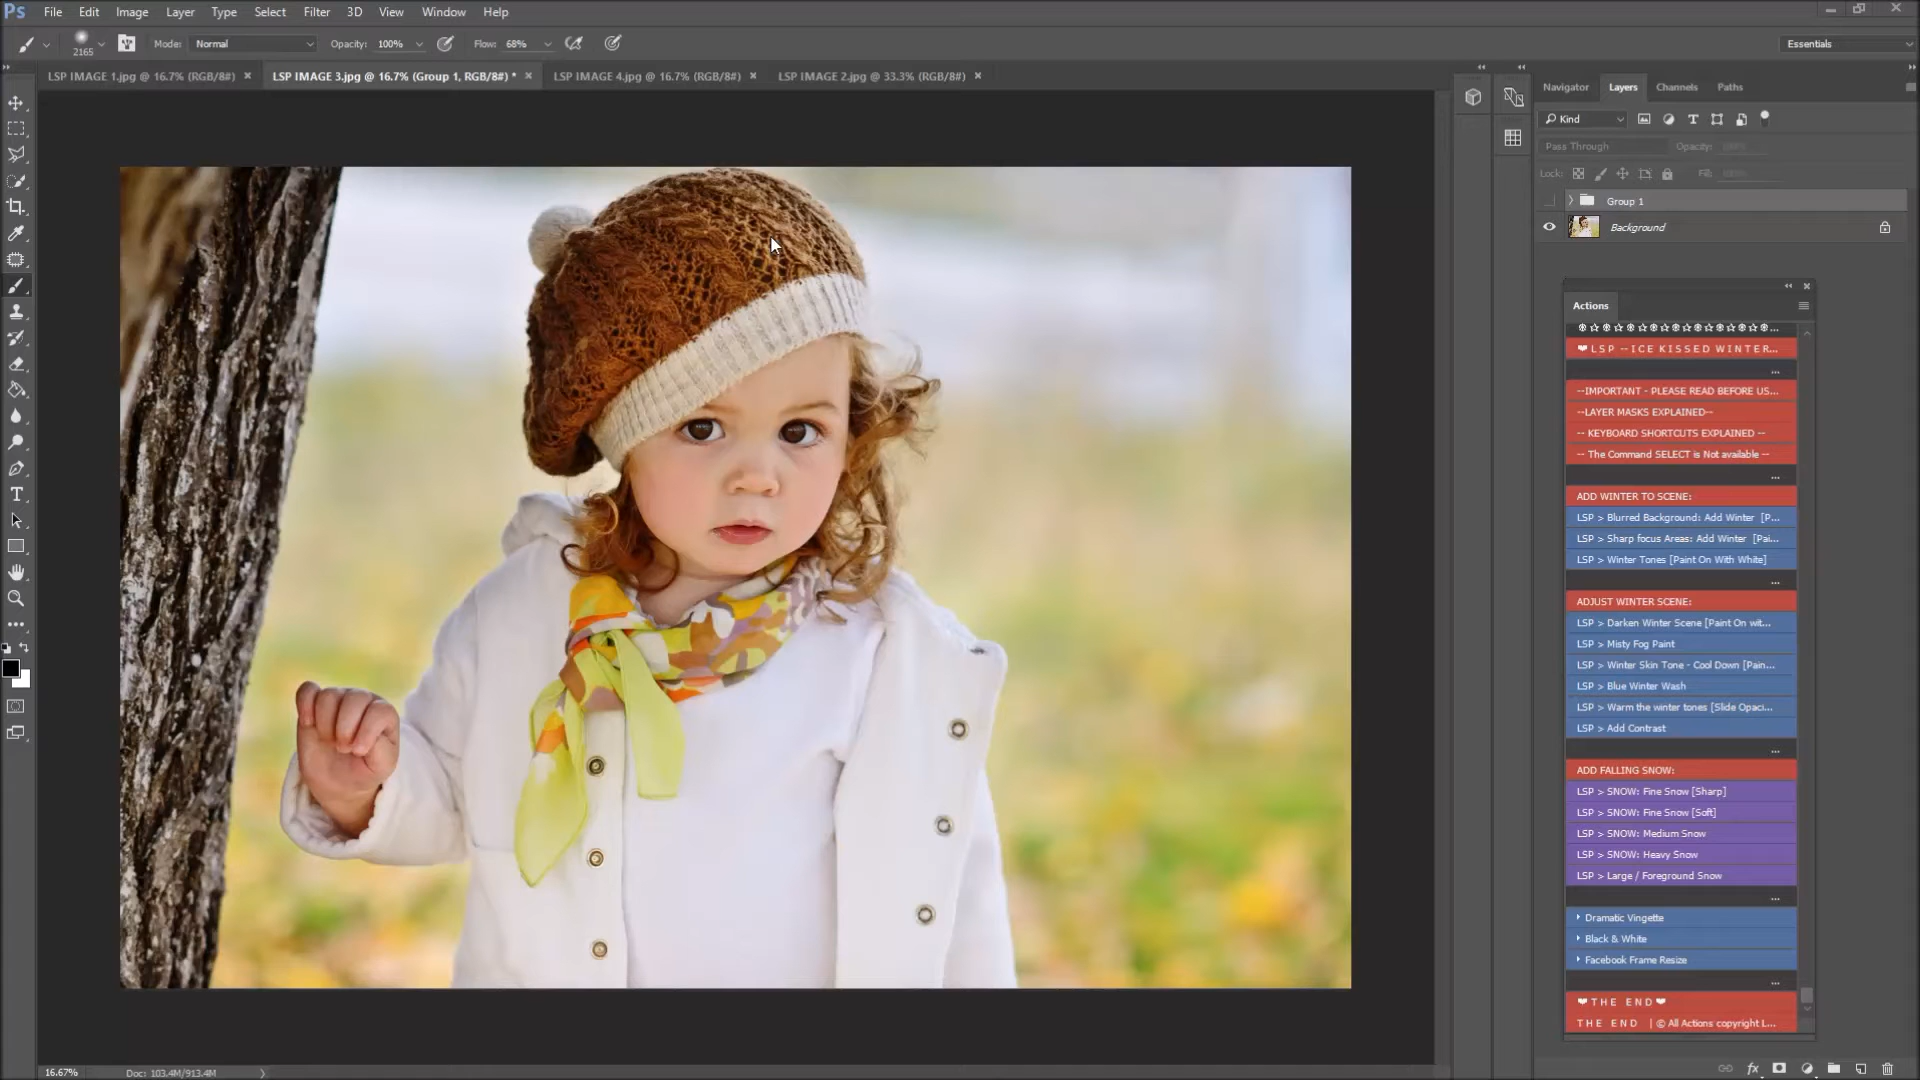 Ps File Edit Image Layer Type Select Filter 3D View Window Help
2165 Mode: Normal Opacity: 100% Flow: 68% Essentials
LSP IMAGE 1.jpg @ 16.7% (RGB/8#) × LSP IMAGE 3.jpg @ 16.7% (Group 1, RGB/8#) * × LSP IMAGE 4.jpg @ 16.7% (RGB/8#) × LSP IMAGE 2.jpg @ 33.3% (RGB/8#) ×
Navigator Layers Channels Paths
Kind
Pass Through Opacity: 100%
Lock: Fill: 100%
Group 1
Background
Actions
❤ L S P -- I C E K I S S E D W I N T E R...
...
--IMPORTANT - PLEASE READ BEFORE US...
--LAYER MASKS EXPLAINED--
-- KEYBOARD SHORTCUTS EXPLAINED --
-- The Command SELECT is Not available --
...
ADD WINTER TO SCENE:
LSP > Blurred Background: Add Winter [P...
LSP > Sharp focus Areas: Add Winter [Pai...
LSP > Winter Tones [Paint On With White]
...
ADJUST WINTER SCENE:
LSP > Darken Winter Scene [Paint On wit...
LSP > Misty Fog Paint
LSP > Winter Skin Tone - Cool Down [Pain...
LSP > Blue Winter Wash
LSP > Warm the winter tones [Slide Opaci...
LSP > Add Contrast
...
ADD FALLING SNOW:
LSP > SNOW: Fine Snow [Sharp]
LSP > SNOW: Fine Snow [Soft]
LSP > SNOW: Medium Snow
LSP > SNOW: Heavy Snow
LSP > Large / Foreground Snow
...
Dramatic Vingette
Black & White
Facebook Frame Resize
...
❤ T H E E N D ❤
T H E E N D | © All Actions copyright L...
16.67% Doc: 103.4M/913.4M